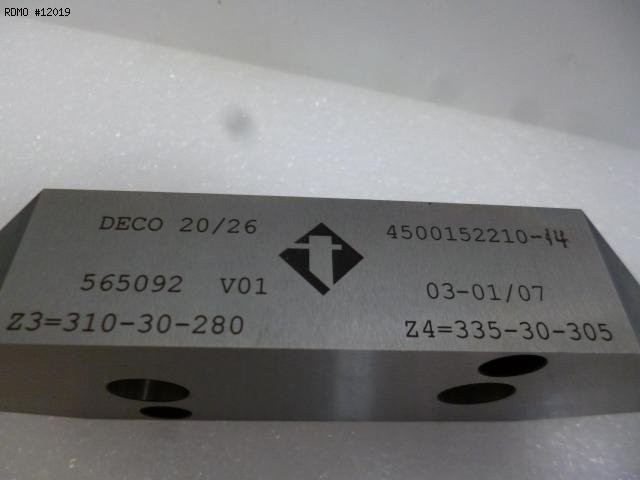 RDMO #12019
DECO 20/26
4500152210-14
565092 V01
03-01/07
Z3=310-30-280
Z4=335-30-305